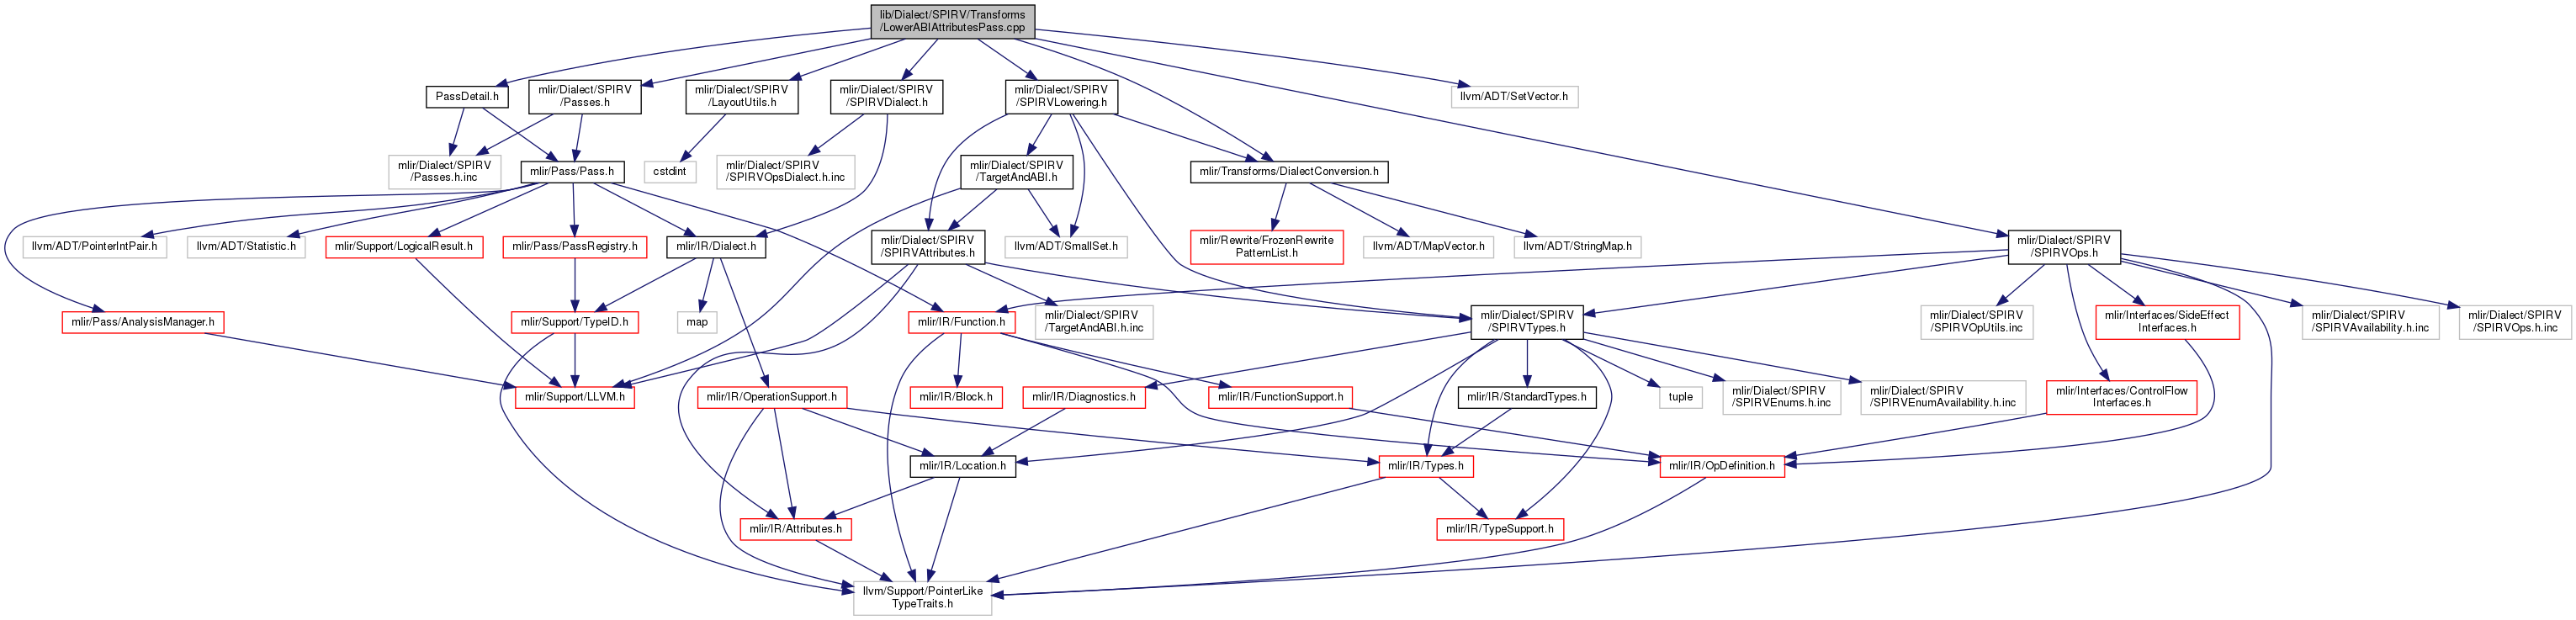 lib/Dialect/SPIRV/Transforms
/LowerABIAttributesPass.cpp
PassDetail.h
mlir/Dialect/SPIRV
/Passes.h
mlir/Dialect/SPIRV
/LayoutUtils.h
mlir/Dialect/SPIRV
/SPIRVDialect.h
mlir/Dialect/SPIRV
/SPIRVLowering.h
llvm/ADT/SetVector.h
mlir/Dialect/SPIRV
/Passes.h.inc
mlir/Pass/Pass.h
cstdint
mlir/Dialect/SPIRV
/SPIRVOpsDialect.h.inc
mlir/Dialect/SPIRV
/TargetAndABI.h
mlir/Transforms/DialectConversion.h
llvm/ADT/PointerIntPair.h
llvm/ADT/Statistic.h
mlir/Support/LogicalResult.h
mlir/Pass/PassRegistry.h
mlir/IR/Dialect.h
mlir/Dialect/SPIRV
/SPIRVAttributes.h
llvm/ADT/SmallSet.h
mlir/Rewrite/FrozenRewrite
PatternList.h
llvm/ADT/MapVector.h
llvm/ADT/StringMap.h
mlir/Dialect/SPIRV
/SPIRVOps.h
mlir/Pass/AnalysisManager.h
mlir/Support/TypeID.h
map
mlir/IR/Function.h
mlir/Dialect/SPIRV
/TargetAndABI.h.inc
mlir/Dialect/SPIRV
/SPIRVTypes.h
mlir/Dialect/SPIRV
/SPIRVOpUtils.inc
mlir/Interfaces/SideEffect
Interfaces.h
mlir/Dialect/SPIRV
/SPIRVAvailability.h.inc
mlir/Dialect/SPIRV
/SPIRVOps.h.inc
mlir/Support/LLVM.h
mlir/IR/OperationSupport.h
mlir/IR/Block.h
mlir/IR/Diagnostics.h
mlir/IR/FunctionSupport.h
mlir/IR/StandardTypes.h
tuple
mlir/Dialect/SPIRV
/SPIRVEnums.h.inc
mlir/Dialect/SPIRV
/SPIRVEnumAvailability.h.inc
mlir/Interfaces/ControlFlow
Interfaces.h
mlir/IR/Location.h
mlir/IR/Types.h
mlir/IR/OpDefinition.h
mlir/IR/Attributes.h
mlir/IR/TypeSupport.h
llvm/Support/PointerLike
TypeTraits.h